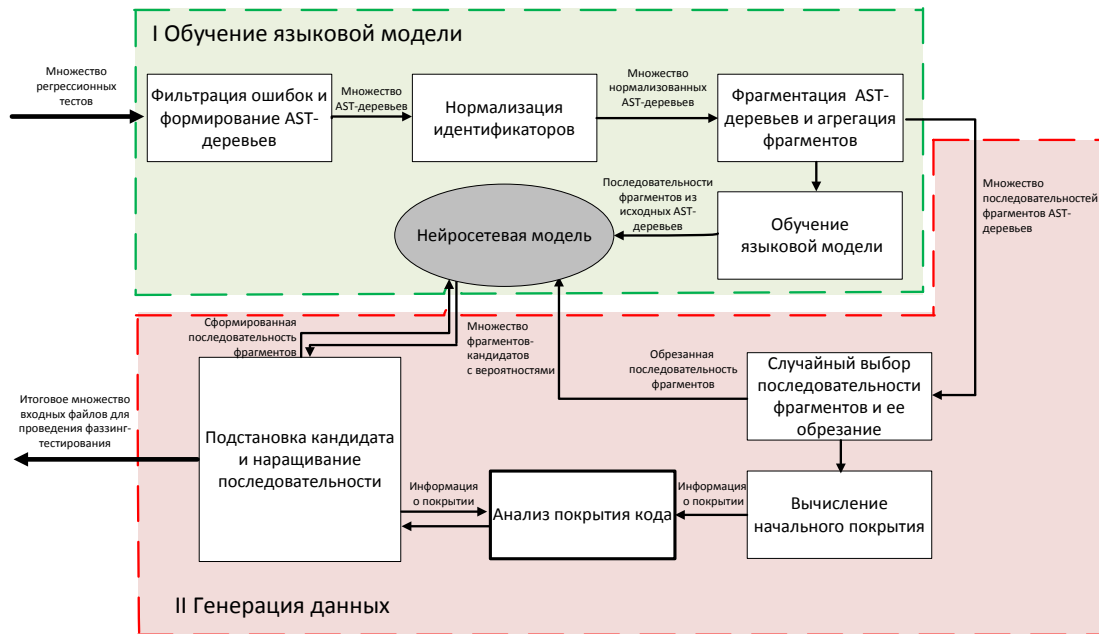 I Обучение языковой модели
Множество
регрессионных
тестов
Фильтрация ошибок и
формирование AST-
деревьев
Множество
AST-деревьев
Нормализация
идентификаторов
Множество
нормализованных
AST-деревьев
Фрагментация AST-
деревьев и агрегация
фрагментов
Множество
последовательностей
фрагментов AST-
деревьев
Последовательности
фрагментов из
исходных AST-
деревьев
Обучение
языковой модели
Нейросетевая модель
Сформированная
последовательность
фрагментов
Множество
фрагментов-
кандидатов
с вероятностями
Обрезанная
последовательность
фрагментов
Случайный выбор
последовательности
фрагментов и ее
обрезание
Итоговое множество
входных файлов для
проведения фаззинг-
тестирования
Подстановка кандидата
и наращивание
последовательности
Информация
о покрытии
Анализ покрытия кода
Информация
о покрытии
Вычисление
начального покрытия
II Генерация данных